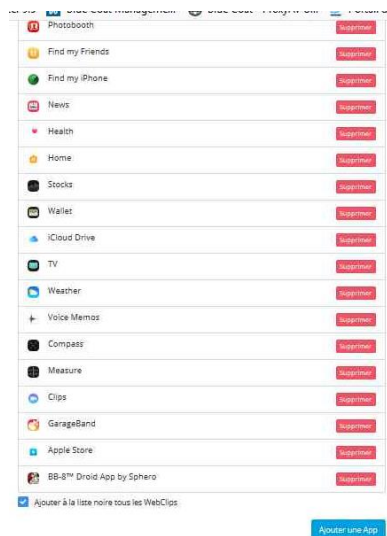 Photobooth Supprimer
Find my Friends Supprimer
Find my iPhone Supprimer
News Supprimer
Health Supprimer
Home Supprimer
Stocks Supprimer
Wallet Supprimer
iCloud Drive Supprimer
TV Supprimer
Weather Supprimer
Voice Memos Supprimer
Compass Supprimer
Measure Supprimer
Clips Supprimer
GarageBand Supprimer
Apple Store Supprimer
BB-8™ Droid App by Sphero Supprimer
Ajouter à la liste noire tous les WebClips
Ajouter une App